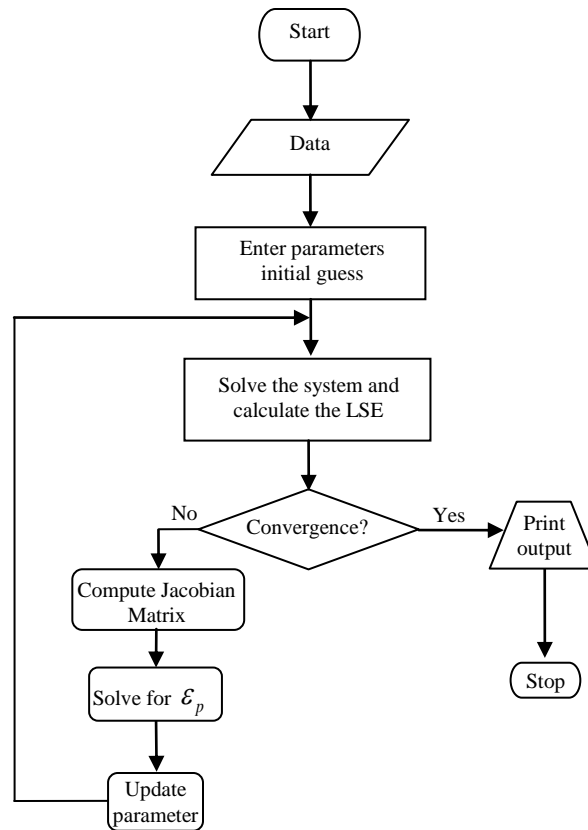 Start
Data
Enter parameters
initial guess
Solve the system and
calculate the LSE
No
Convergence?
Yes
Print
output
Compute Jacobian
Matrix
Stop
Solve for ε_p
Update
parameter